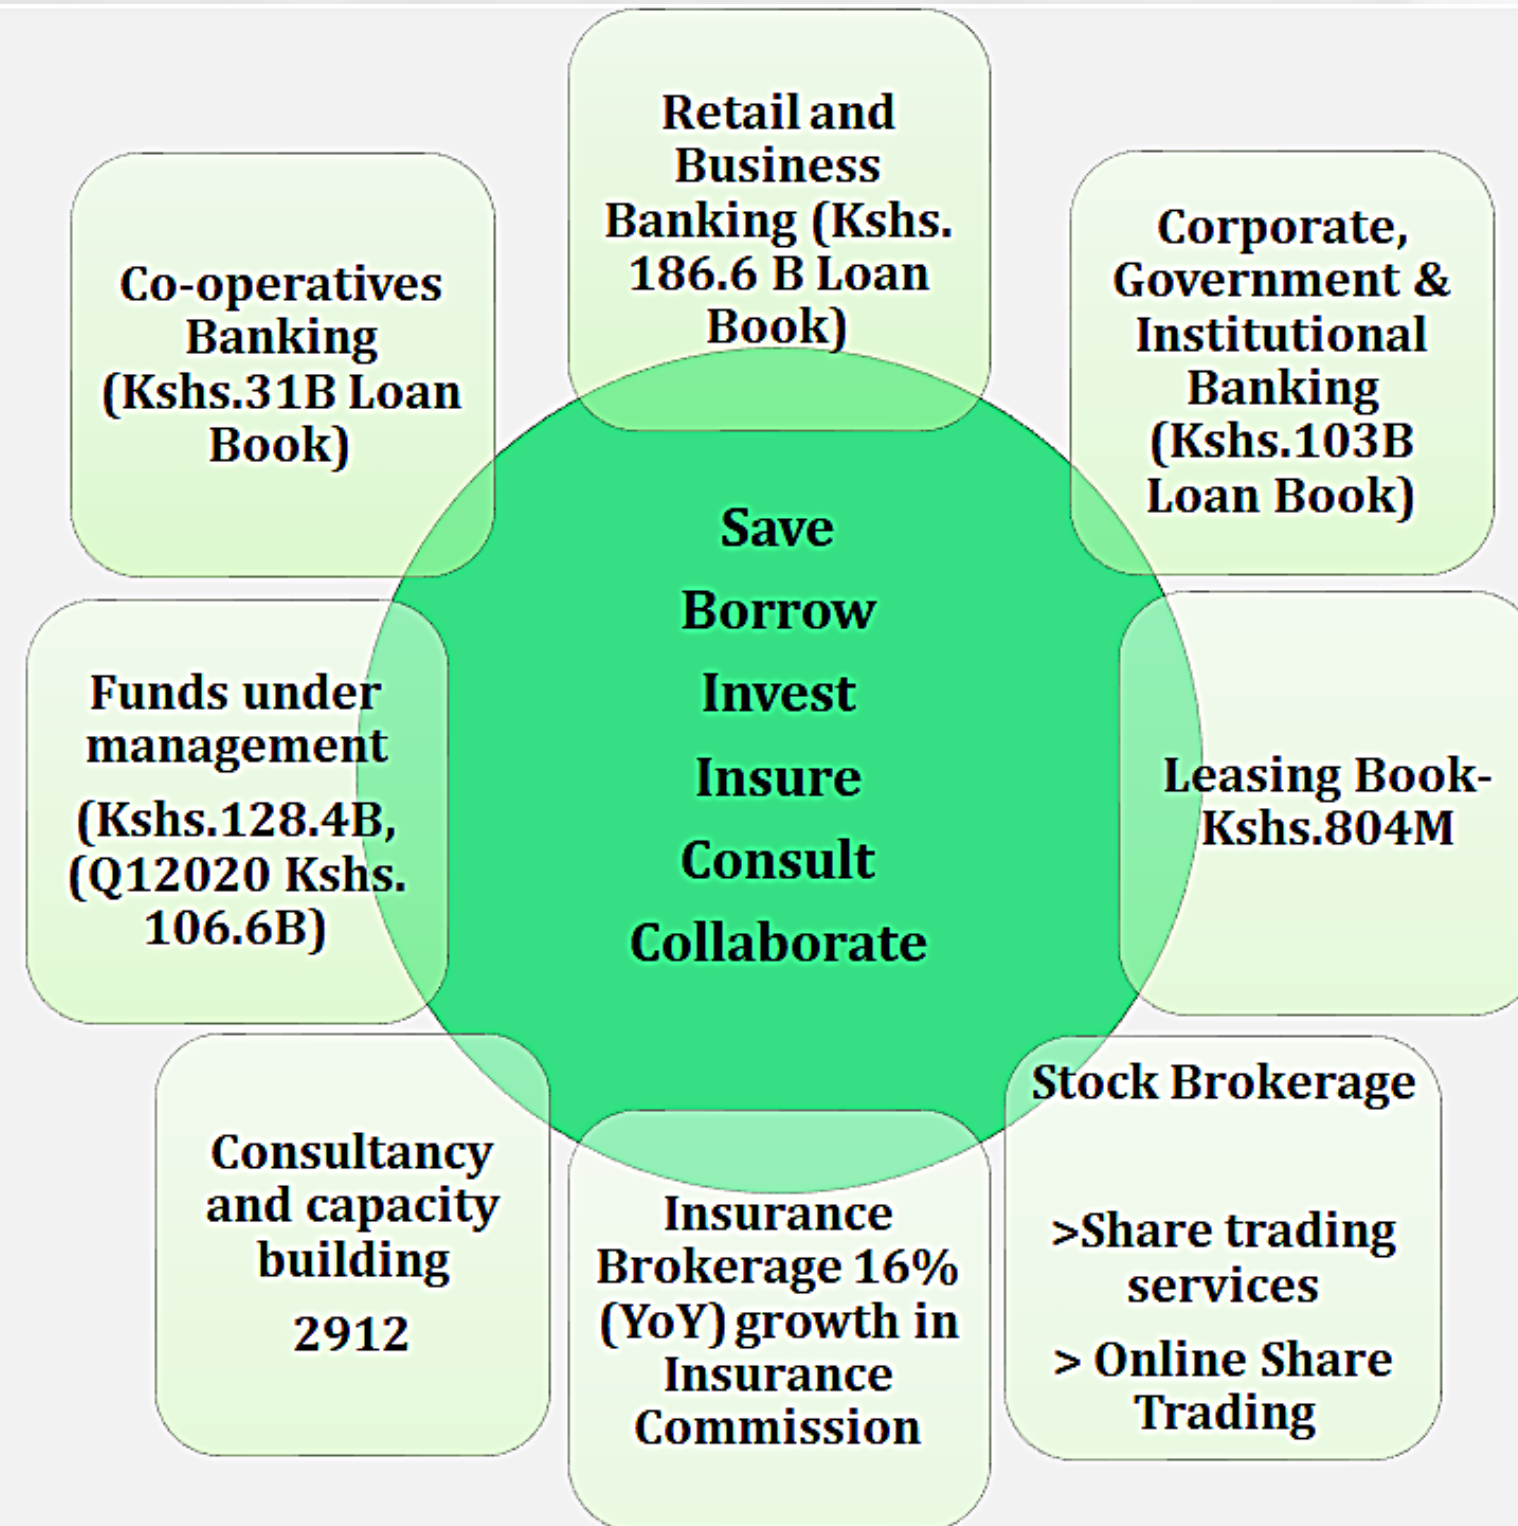 Retail and
Business
Banking (Kshs.
186.6 B Loan
Book)
Corporate,
Government &
Institutional
Banking
(Kshs.103B
Loan Book)
Leasing Book-
Kshs.804M
Stock Brokerage
>Share trading
services
> Online Share
Trading
Insurance
Brokerage 16%
(YoY) growth in
Insurance
Commission
Consultancy
and capacity
building
2912
Funds under
management
(Kshs.128.4B,
(Q12020 Kshs.
106.6B)
Co-operatives
Banking
(Kshs.31B Loan
Book)
Save
Borrow
Invest
Insure
Consult
Collaborate